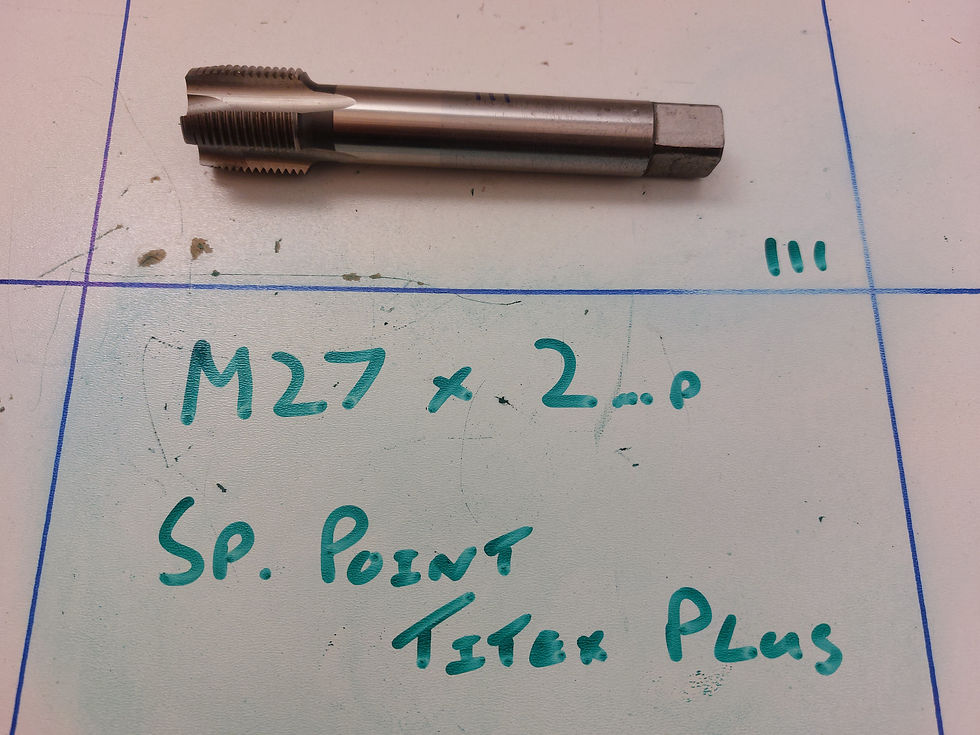 III
M27 x 2...p
Sp. Point
Titex Plus